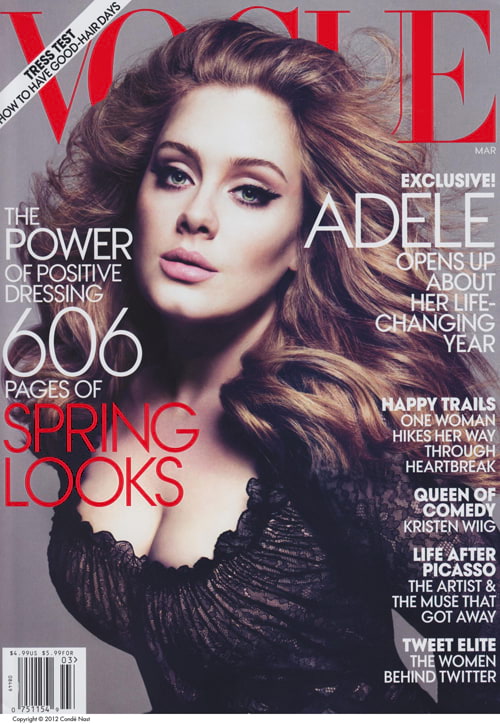 VOGUE
TRESS TEST
HOW TO HAVE GOOD-HAIR DAYS
MAR
EXCLUSIVE!
ADELE
OPENS UP
ABOUT
HER LIFE-
CHANGING
YEAR
THE
POWER
OF POSITIVE
DRESSING
606
PAGES OF
SPRING
LOOKS
HAPPY TRAILS
ONE WOMAN
HIKES HER WAY
THROUGH
HEARTBREAK
QUEEN OF
COMEDY
KRISTEN WIIG
LIFE AFTER
PICASSO
THE ARTIST &
THE MUSE THAT
GOT AWAY
TWEET ELITE
THE WOMEN
BEHIND TWITTER
$4.99US $5.99FOR
03>
0 751154 9
Copyright © 2012 Condé Nast